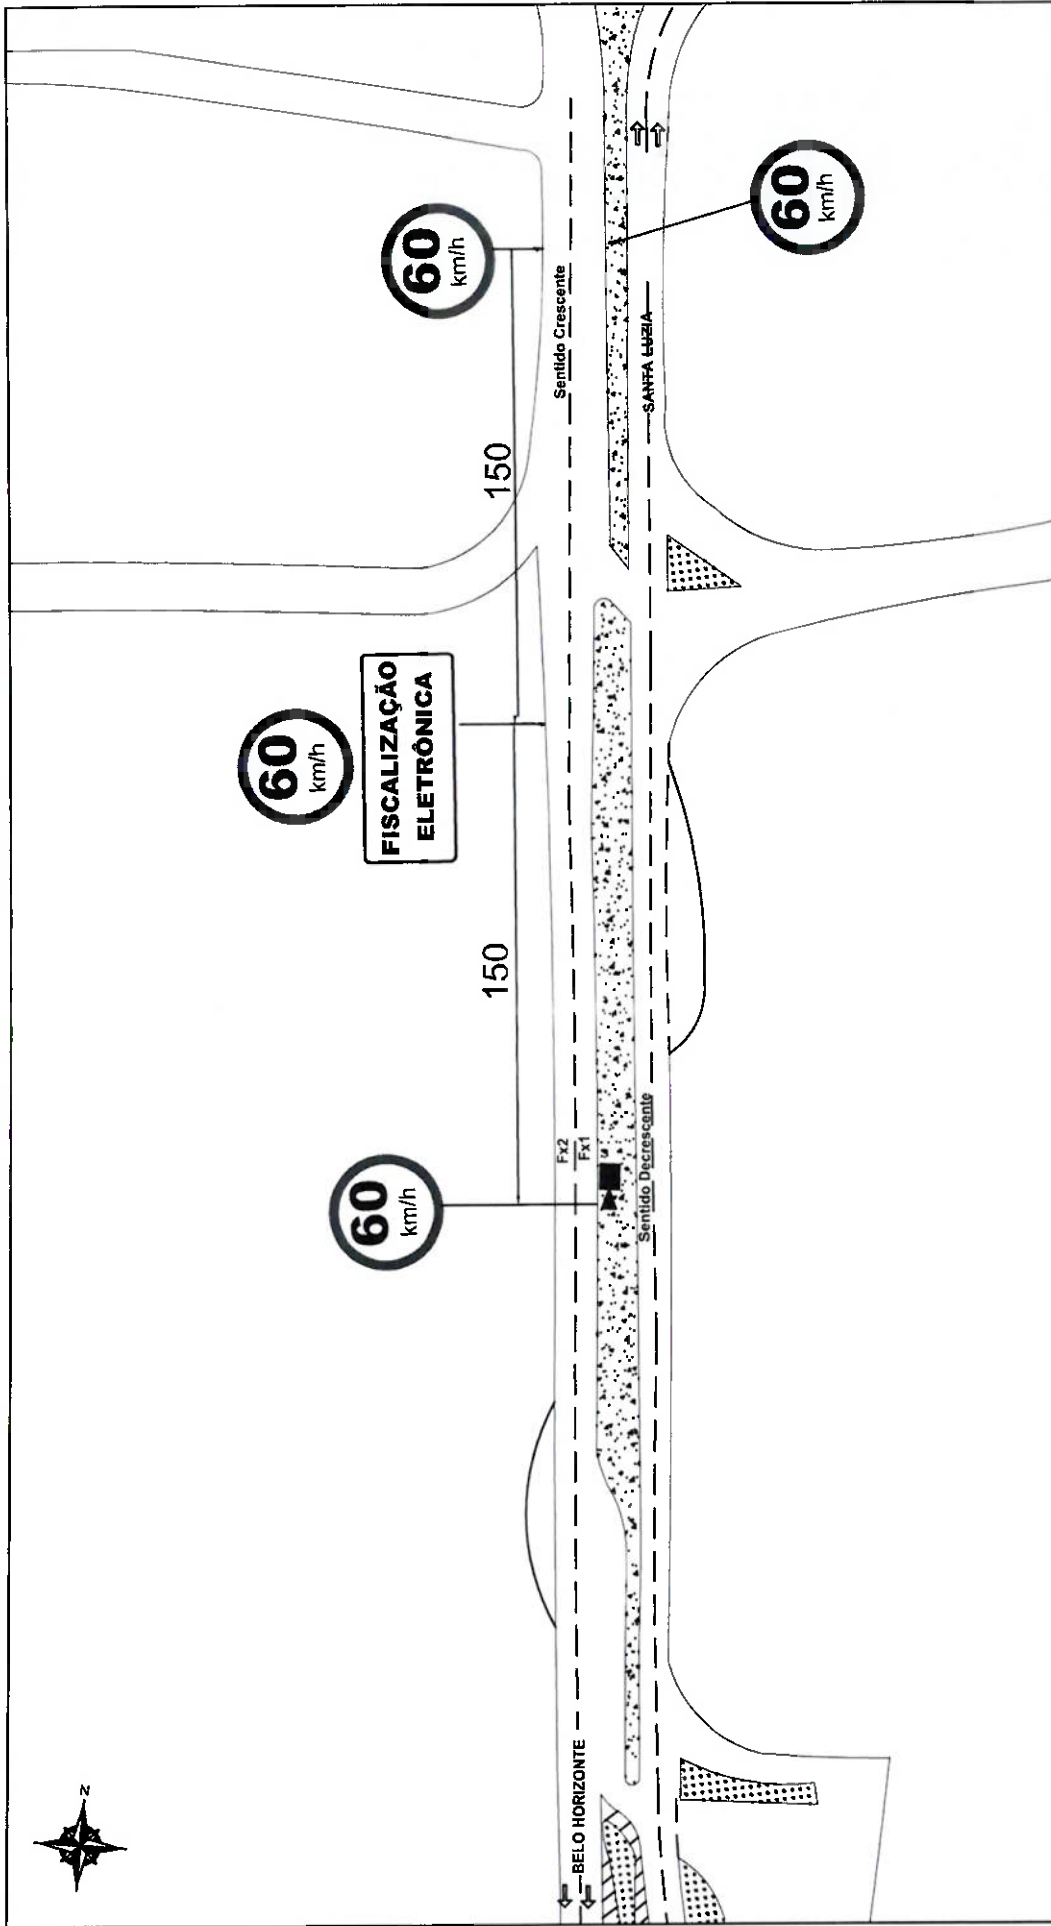 N
60
km/h
60
km/h
FISCALIZAÇÃO
ELETRÔNICA
60
km/h
150
150
Fx2
Fx1
Sentido Crescente
BELO HORIZONTE
Sentido Decrescente
SANTA LUZIA
60
km/h